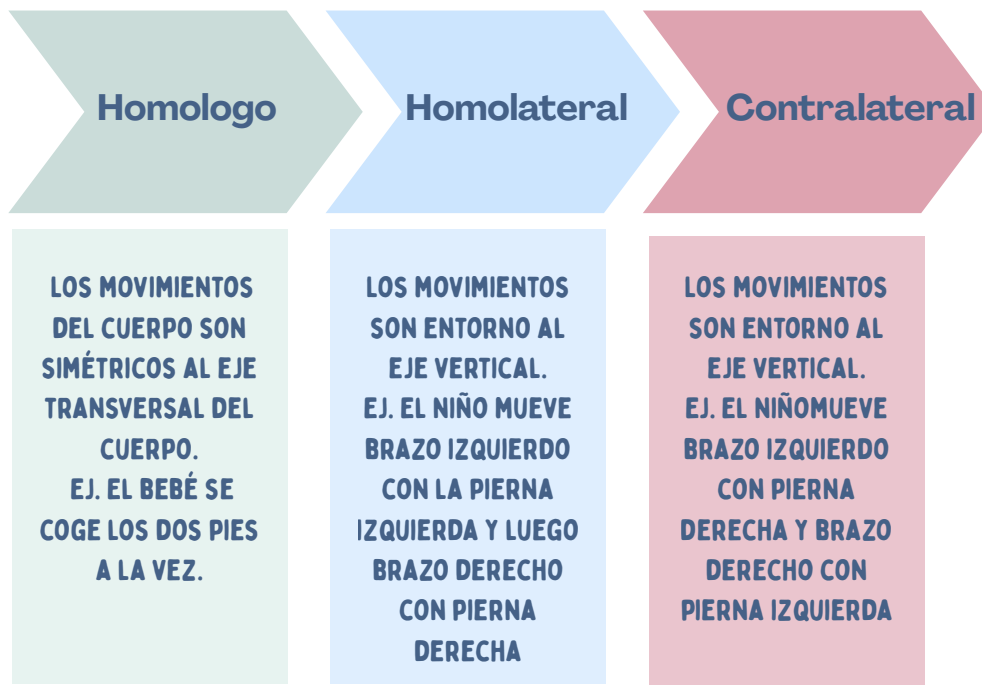 Homologo
LOS MOVIMIENTOS
DEL CUERPO SON
SIMÉTRICOS AL EJE
TRANSVERSAL DEL
CUERPO.
EJ. EL BEBÉ SE
COGE LOS DOS PIES
A LA VEZ.
Homolateral
LOS MOVIMIENTOS
SON ENTORNO AL
EJE VERTICAL.
EJ. EL NIÑO MUEVE
BRAZO IZQUIERDO
CON LA PIERNA
IZQUIERDA Y LUEGO
BRAZO DERECHO
CON PIERNA
DERECHA
Contralateral
LOS MOVIMIENTOS
SON ENTORNO AL
EJE VERTICAL.
EJ. EL NIÑOMUEVE
BRAZO IZQUIERDO
CON PIERNA
DERECHA Y BRAZO
DERECHO CON
PIERNA IZQUIERDA